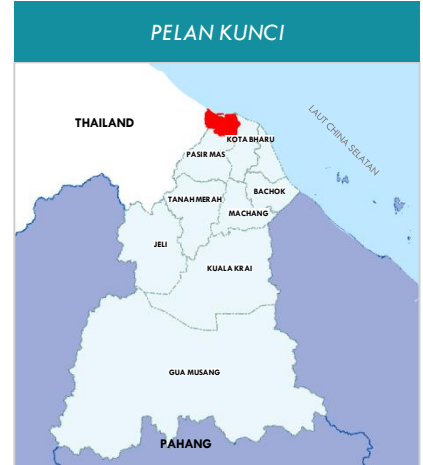 PELAN KUNCI
THAILAND
LAUT CHINA SELATAN
KOTA BHARU
PASIR MAS
BACHOK
TANAH MERAH
MACHANG
JELI
KUALA KRAI
GUA MUSANG
PAHANG